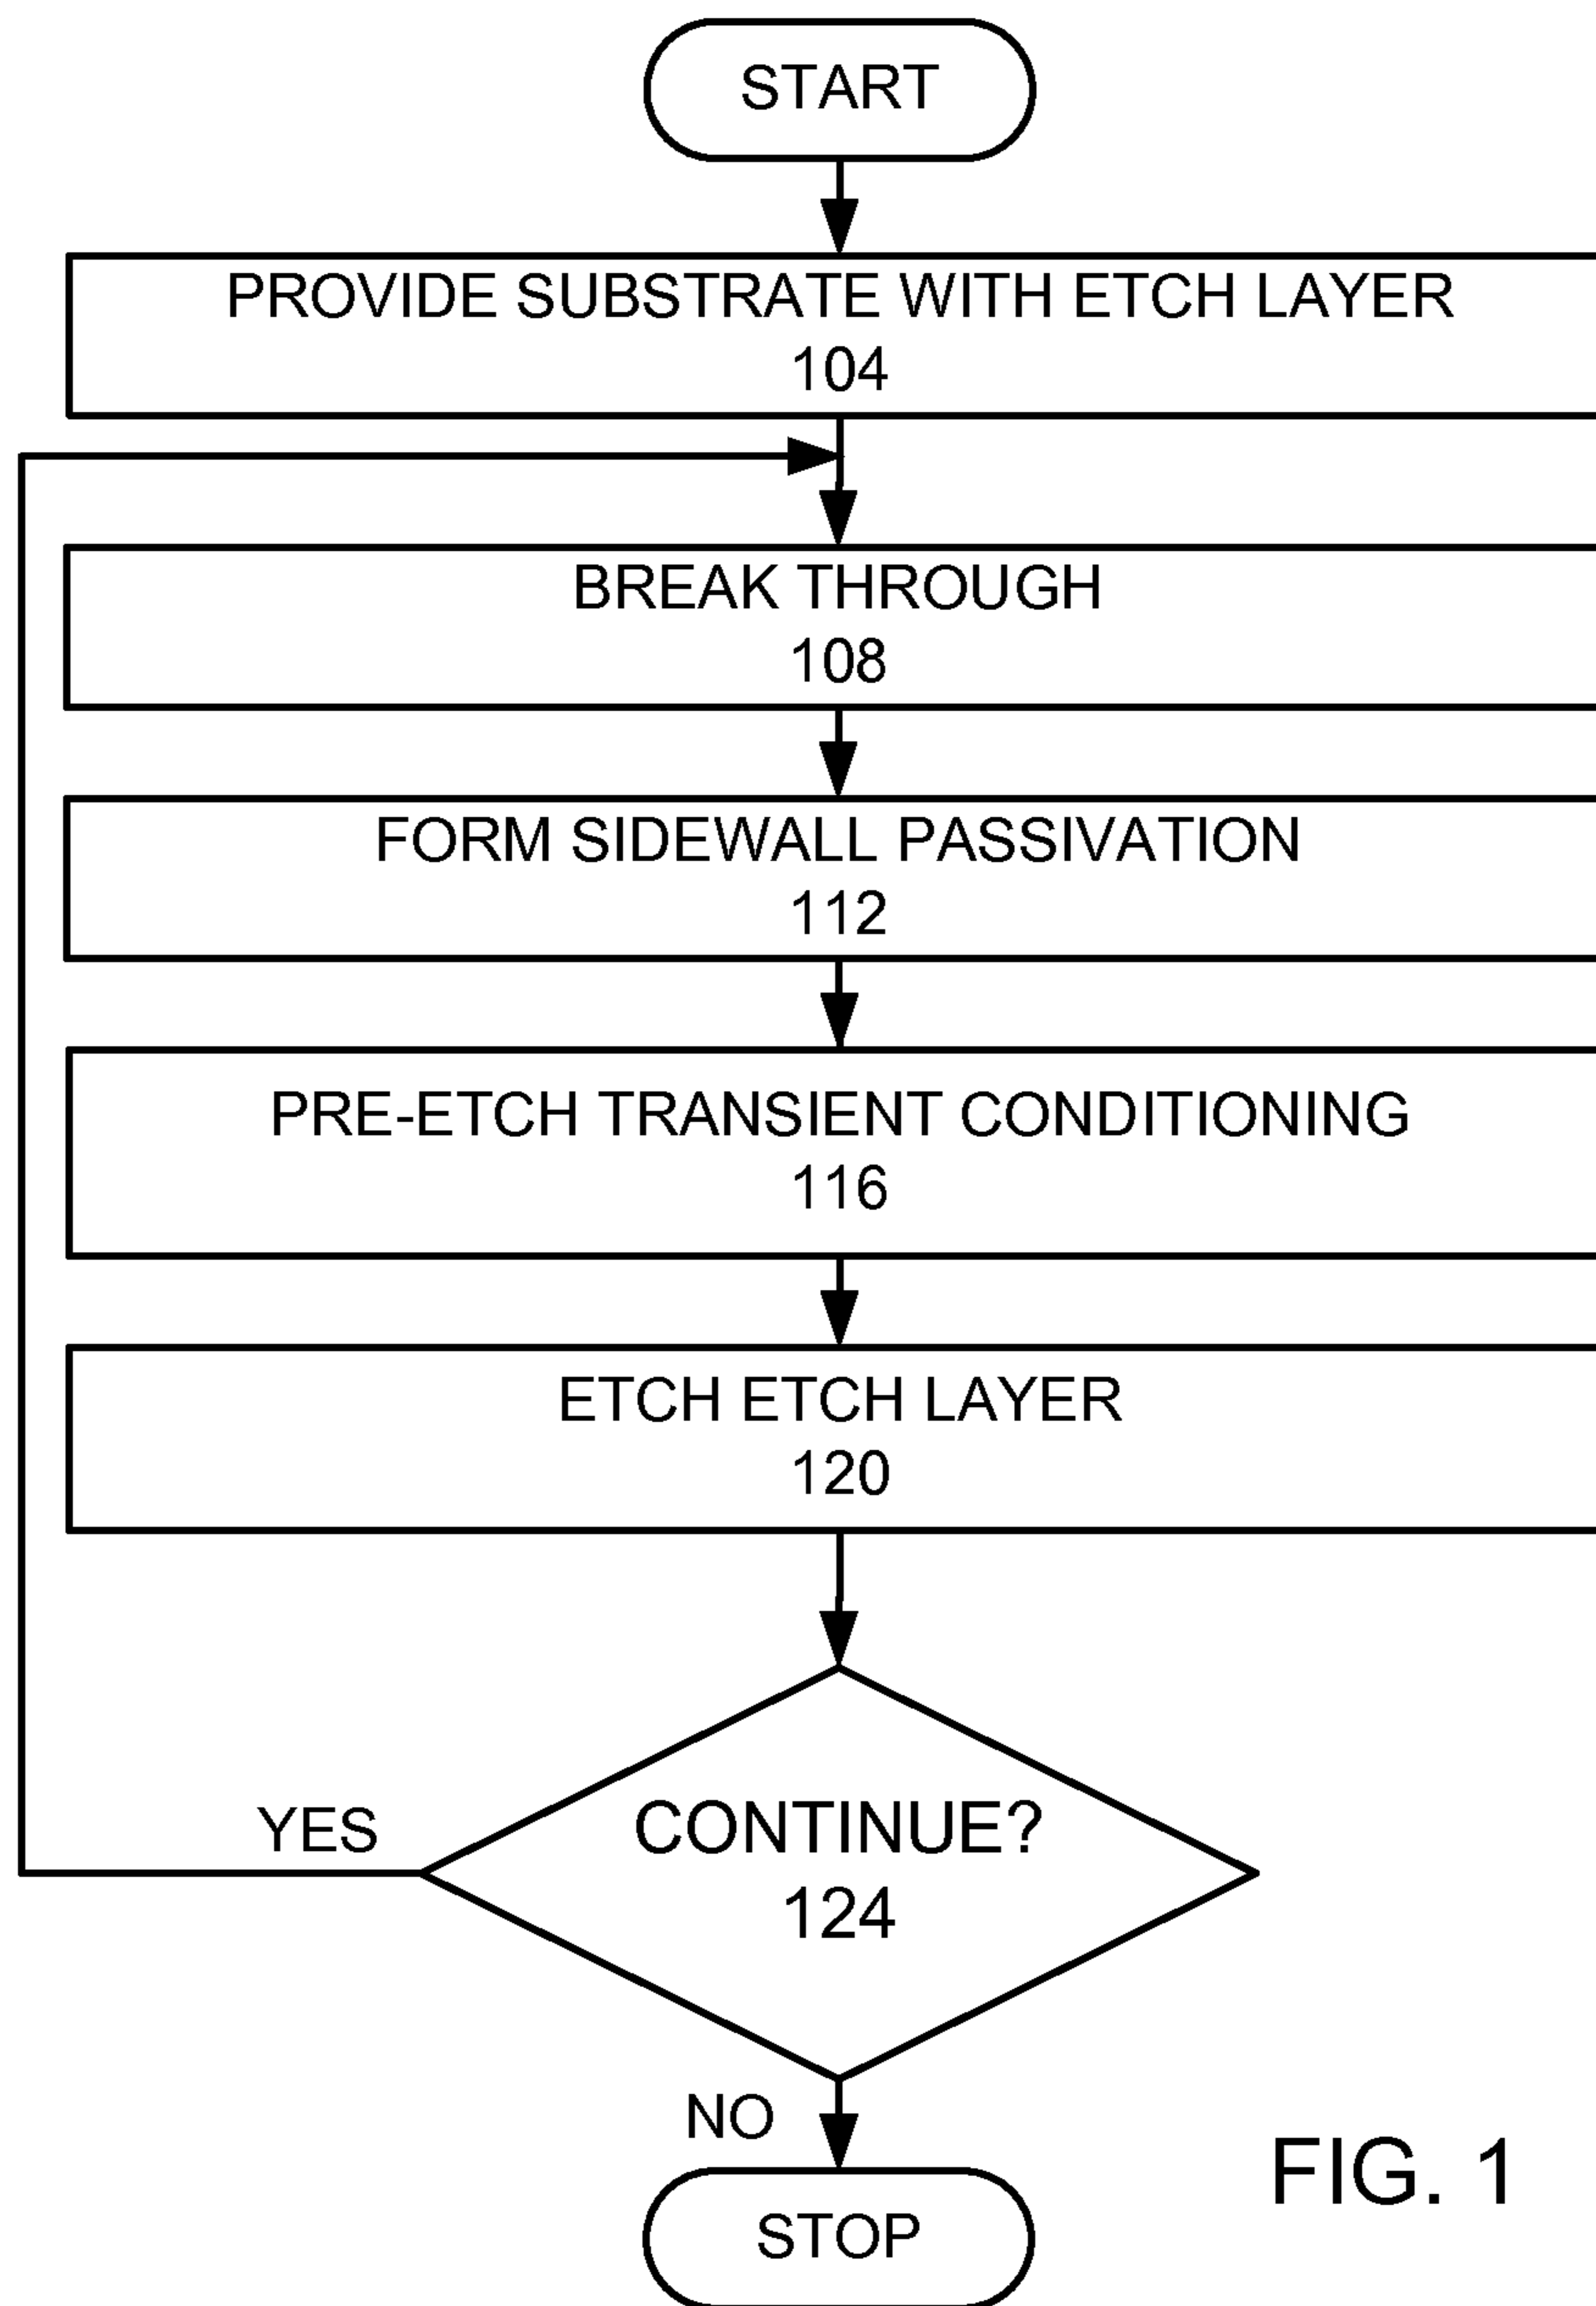 START
PROVIDE SUBSTRATE WITH ETCH LAYER
104
BREAK THROUGH
108
FORM SIDEWALL PASSIVATION
112
PRE-ETCH TRANSIENT CONDITIONING
116
ETCH ETCH LAYER
120
YES
CONTINUE?
124
NO
STOP
FIG. 1